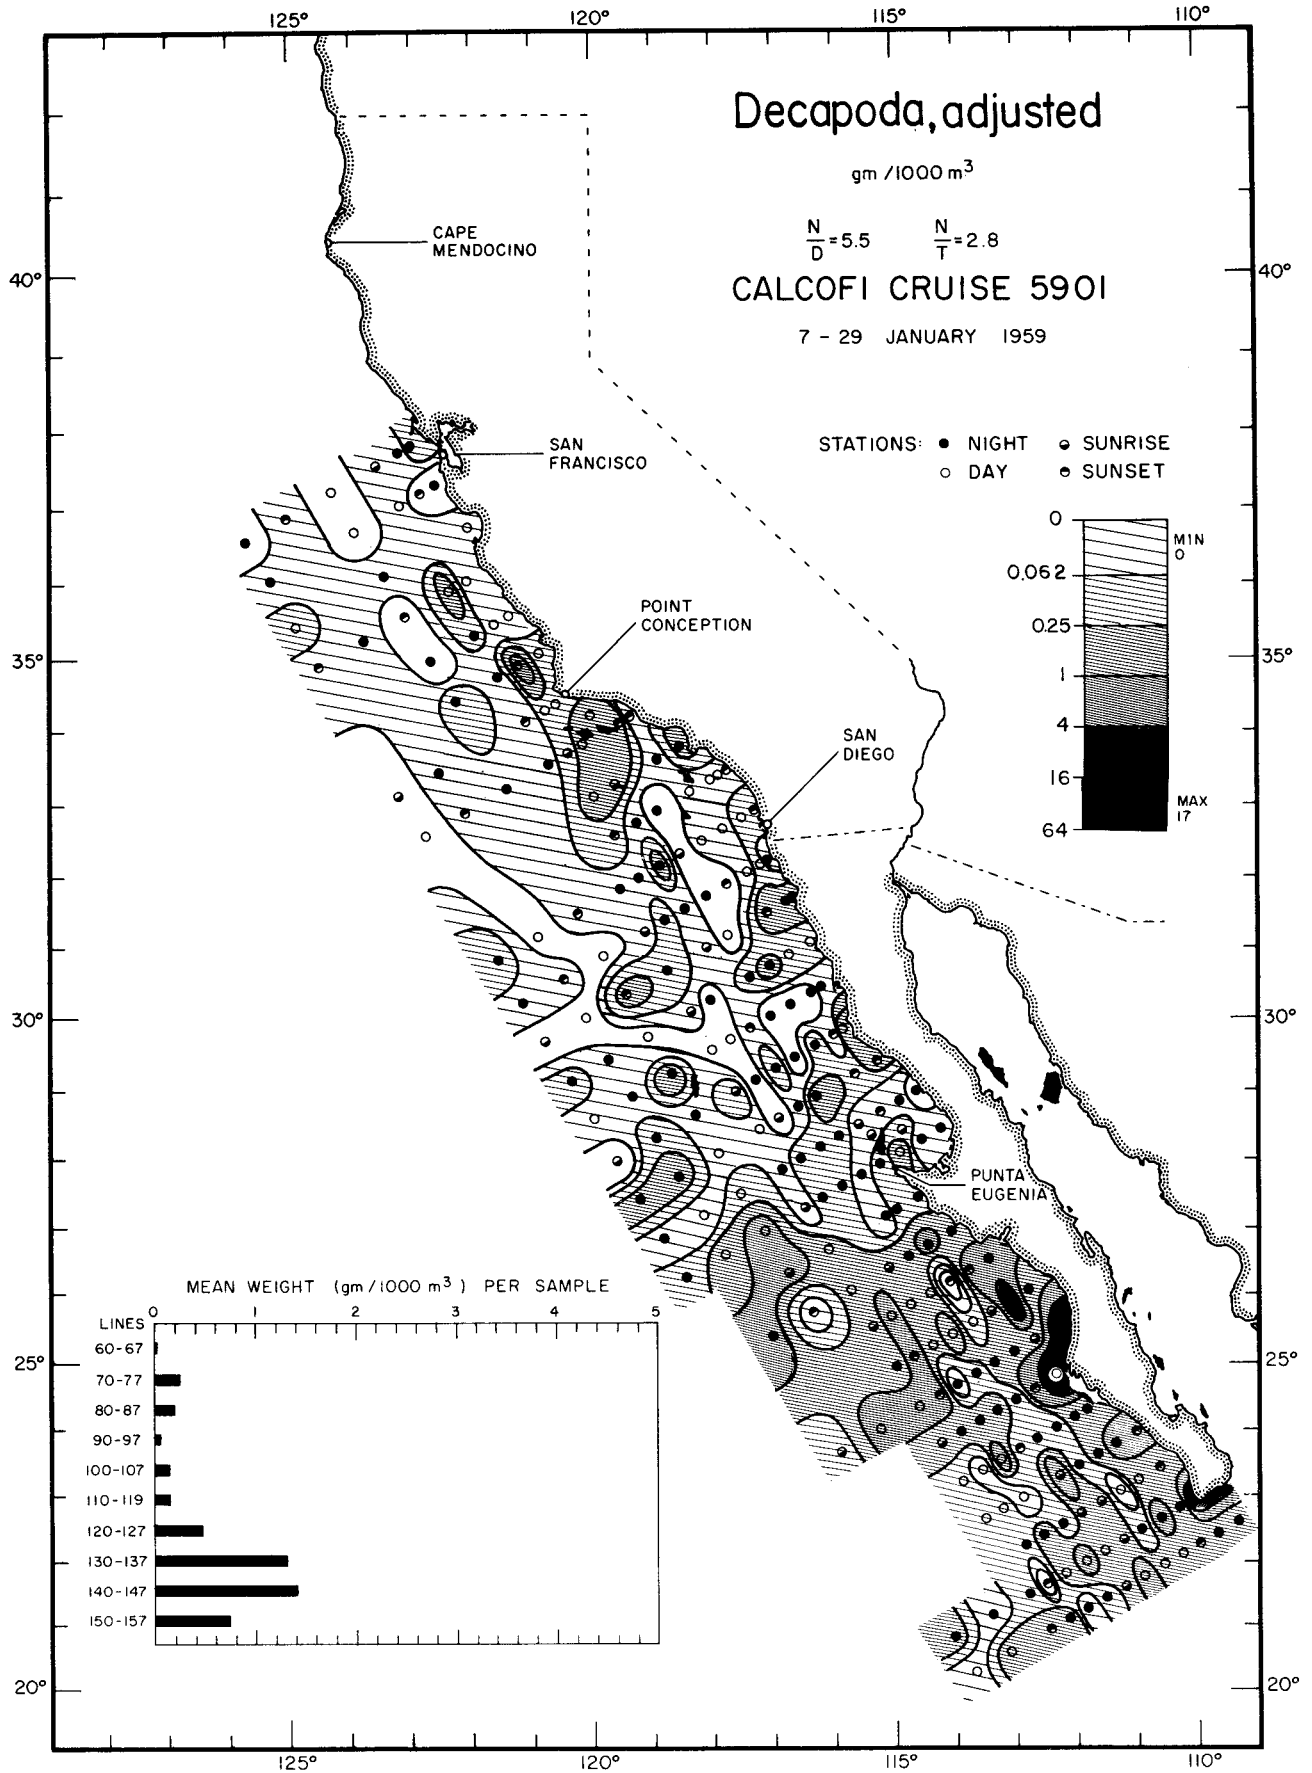 125° 120° 115° 110°
Decapoda, adjusted
gm/1000 m³
N/D = 5.5 N/T = 2.8
CALCOFI CRUISE 5901
7 - 29 JANUARY 1959
CAPE
MENDOCINO
40° 40°
STATIONS: ● NIGHT SUNRISE
○ DAY SUNSET
SAN
FRANCISCO
0
MIN
0
0.062
0.25
1
4
16
MAX
17
64
POINT
CONCEPTION
35° 35°
SAN
DIEGO
30° 30°
PUNTA
EUGENIA
MEAN WEIGHT (gm/1000 m³) PER SAMPLE
0 1 2 3 4 5
LINES
60-67
25° 25°
70-77
80-87
90-97
100-107
110-119
120-127
130-137
140-147
150-157
20° 20°
125° 120° 115° 110°